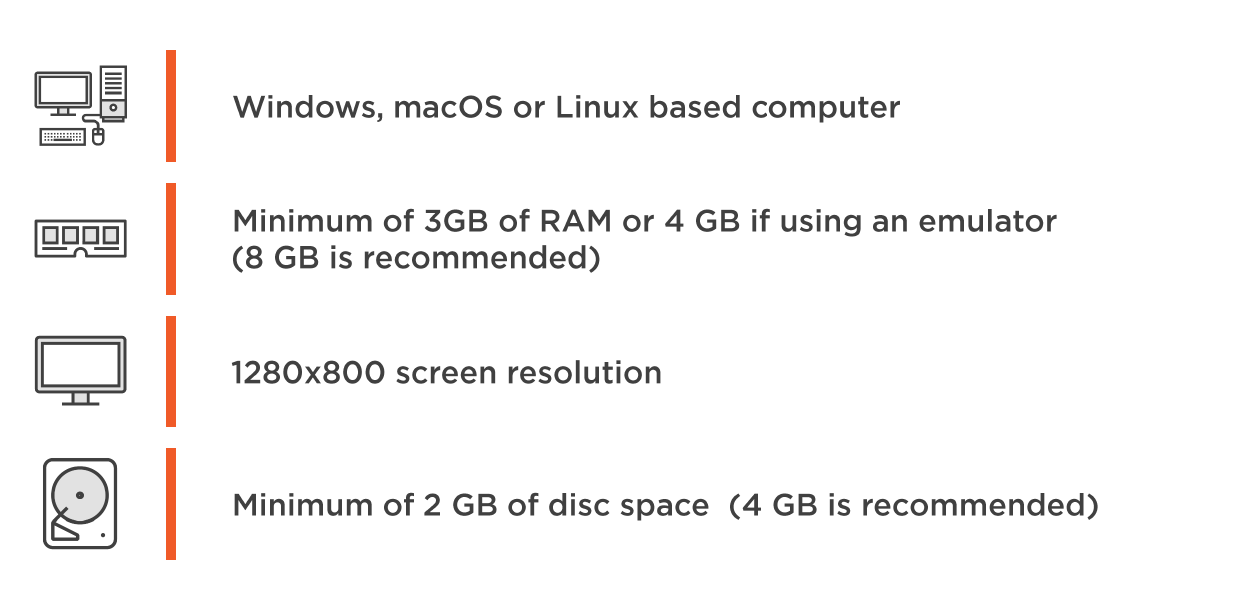 Windows, macOS or Linux based computer
Minimum of 3GB of RAM or 4 GB if using an emulator
(8 GB is recommended)
1280x800 screen resolution
Minimum of 2 GB of disc space  (4 GB is recommended)